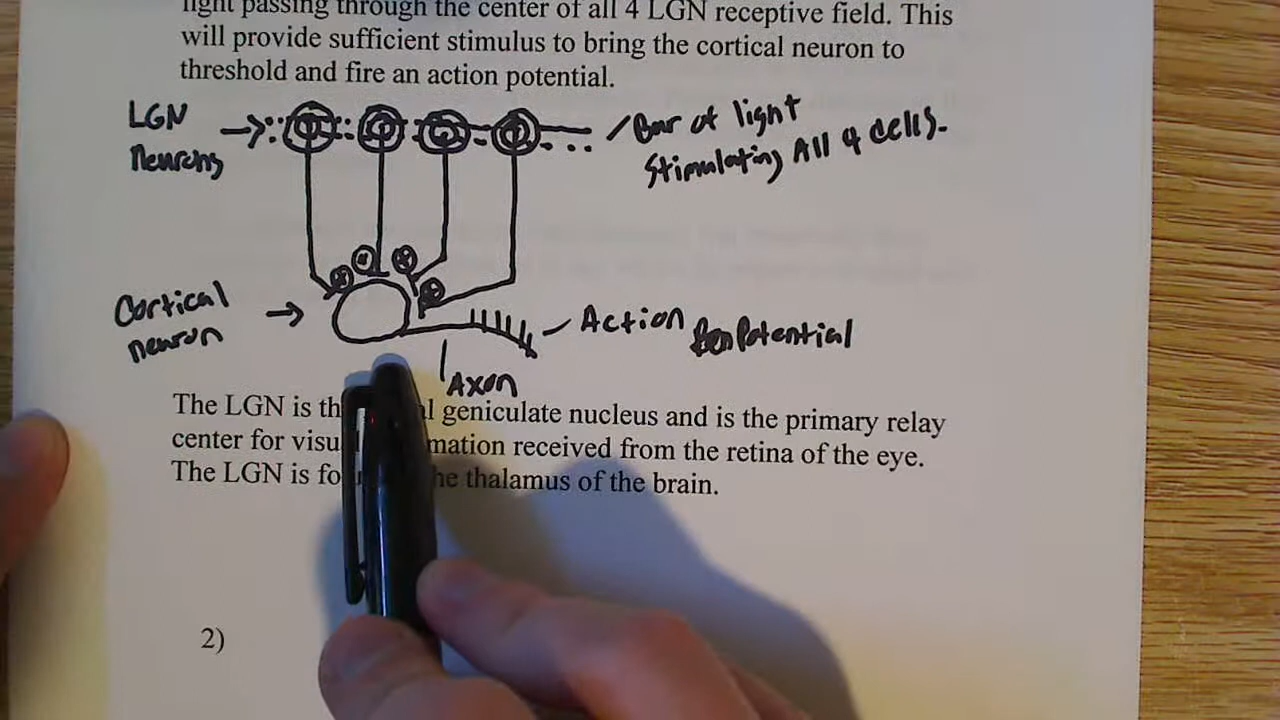 light passing through the center of all 4 LGN receptive field. This
will provide sufficient stimulus to bring the cortical neuron to
threshold and fire an action potential.
LGN
Neurons
Bar of light
Stimulating All 4 cells.
Cortical
neuron
Action Potential
Axon
The LGN is th l geniculate nucleus and is the primary relay
center for visu mation received from the retina of the eye.
The LGN is fo he thalamus of the brain.
2)